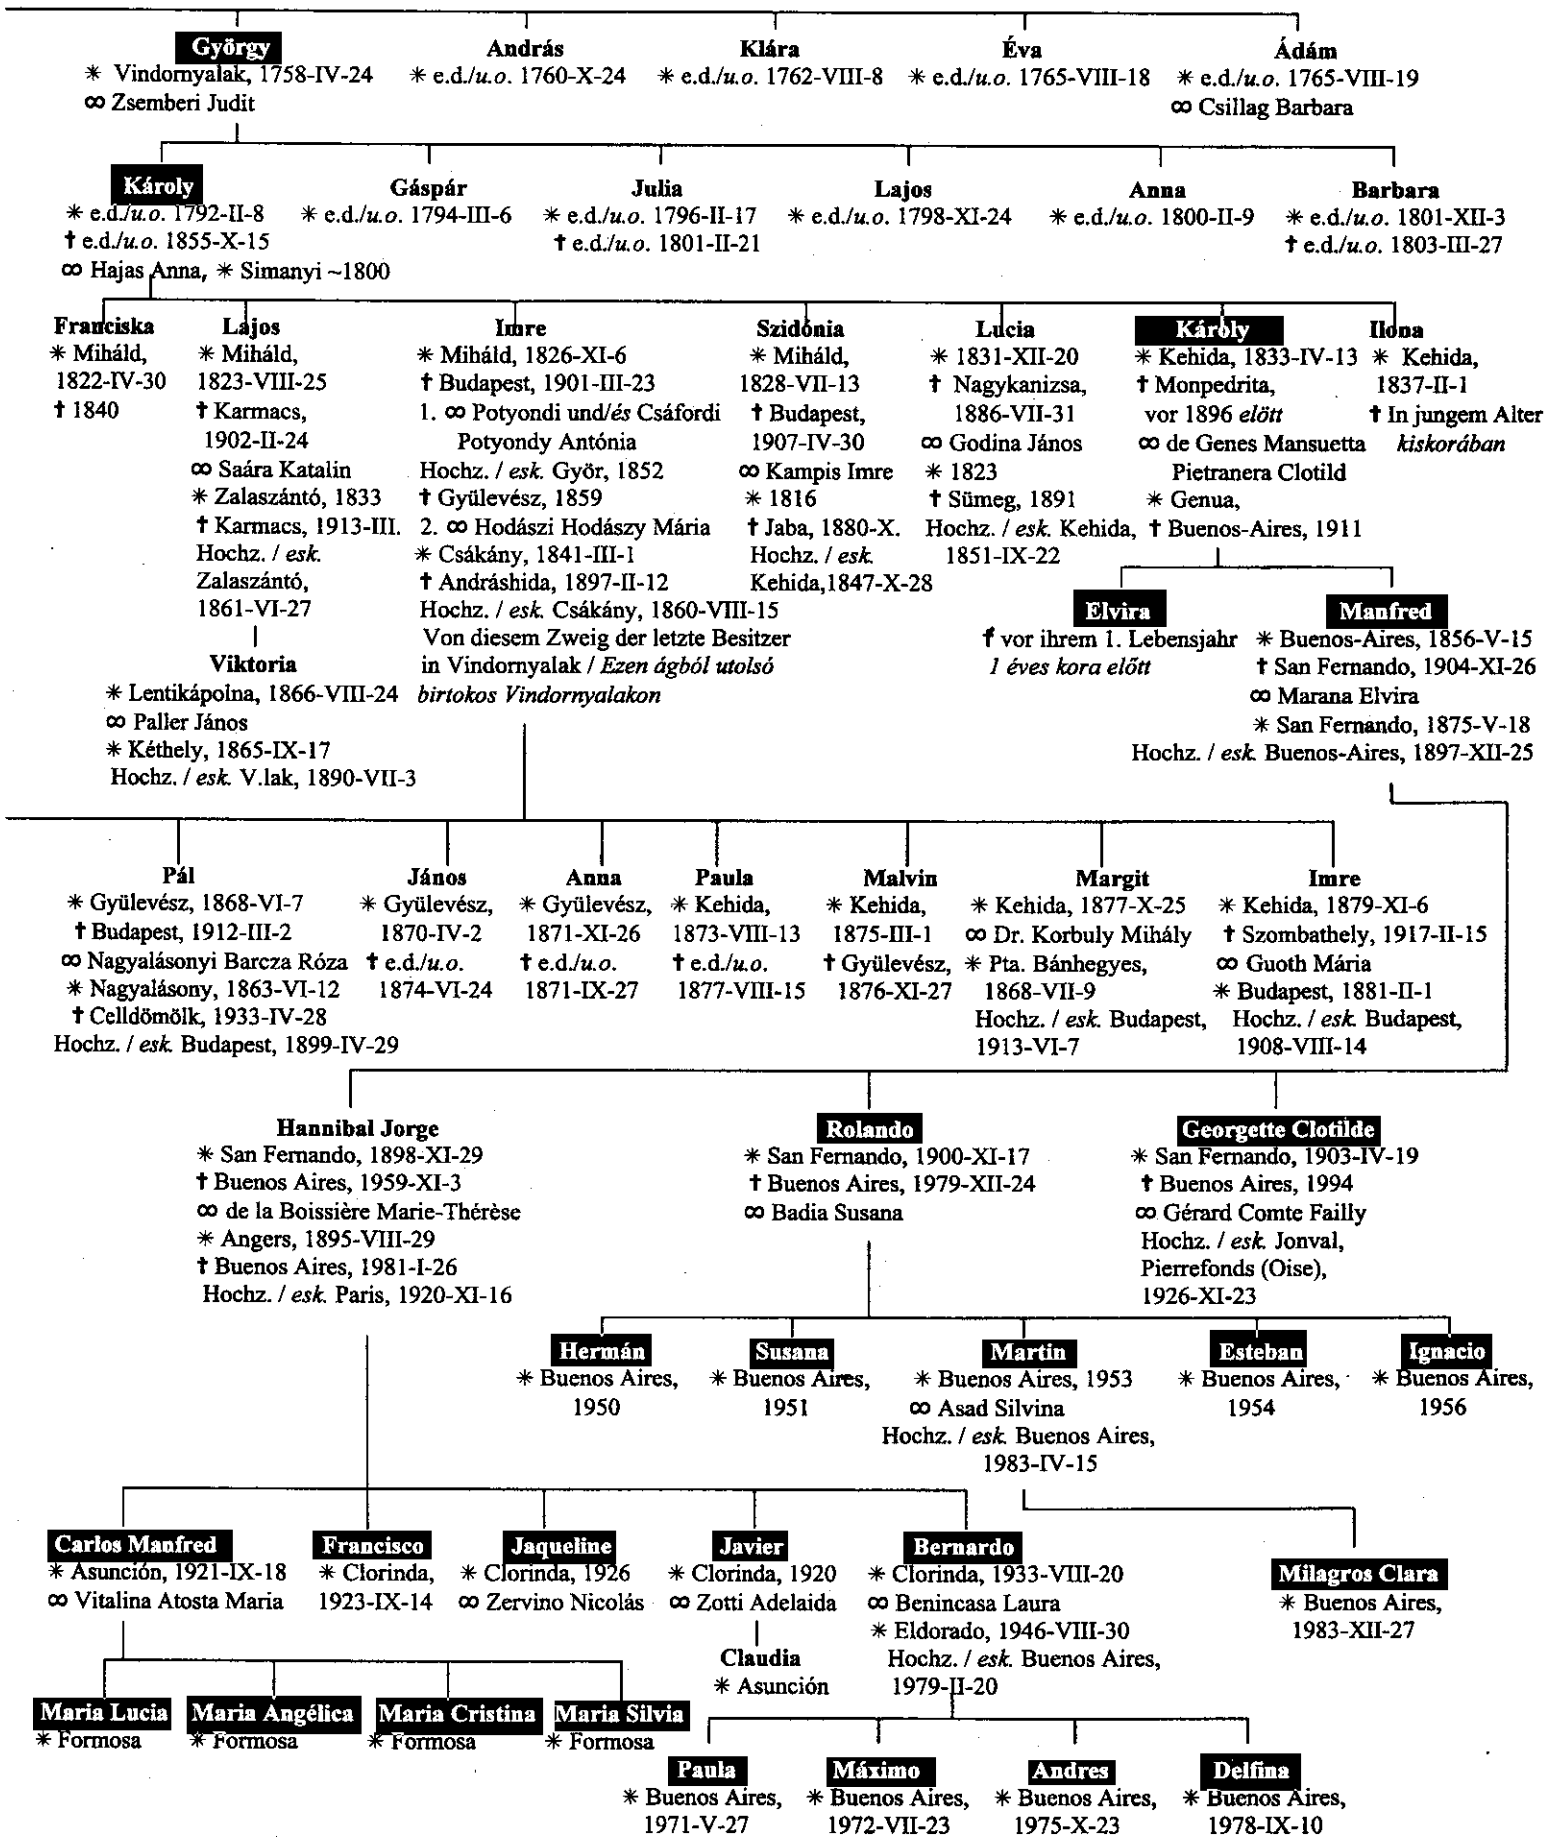 György
✳ Vindornyalak, 1758-IV-24
∞ Zsemberi Judit
András
✳ e.d./u.o. 1760-X-24
Klára
✳ e.d./u.o. 1762-VIII-8
Éva
✳ e.d./u.o. 1765-VIII-18
Ádám
✳ e.d./u.o. 1765-VIII-19
∞ Csillag Barbara
Károly
✳ e.d./u.o. 1792-II-8
† e.d./u.o. 1855-X-15
∞ Hajas Anna, ✳ Simanyi ~1800
Gáspár
✳ e.d./u.o. 1794-III-6
Julia
✳ e.d./u.o. 1796-II-17
† e.d./u.o. 1801-II-21
Lajos
✳ e.d./u.o. 1798-XI-24
Anna
✳ e.d./u.o. 1800-II-9
Barbara
✳ e.d./u.o. 1801-XII-3
† e.d./u.o. 1803-III-27
Franciska
✳ Miháld,
1822-IV-30
† 1840
Lajos
✳ Miháld,
1823-VIII-25
† Karmacs,
1902-II-24
∞ Saára Katalin
✳ Zalaszántó, 1833
† Karmacs, 1913-III.
Hochz. / esk.
Zalaszántó,
1861-VI-27
Viktoria
✳ Lentikápolna, 1866-VIII-24
∞ Paller János
✳ Kéthely, 1865-IX-17
Hochz. / esk. V.lak, 1890-VII-3
Imre
✳ Miháld, 1826-XI-6
† Budapest, 1901-III-23
1. ∞ Potyondi und/és Csáfordi
Potyondy Antónia
Hochz. / esk. Györ, 1852
† Gyülevész, 1859
2. ∞ Hodászi Hodászy Mária
✳ Csákány, 1841-III-1
† Andráshida, 1897-II-12
Hochz. / esk. Csákány, 1860-VIII-15
Von diesem Zweig der letzte Besitzer
in Vindornyalak / Ezen ágból utolsó
birtokos Vindornyalakon
Szidónia
✳ Miháld,
1828-VII-13
† Budapest,
1907-IV-30
∞ Kampis Imre
✳ 1816
† Jaba, 1880-X.
Hochz. / esk
Kehida,1847-X-28
Lucia
✳ 1831-XII-20
† Nagykanizsa,
1886-VII-31
∞ Godina János
✳ 1823
† Sümeg, 1891
Hochz. / esk. Kehida,
1851-IX-22
Károly
✳ Kehida, 1833-IV-13
† Monpedrita,
vor 1896 elött
∞ de Genes Mansuetta
Pietranera Clotild
✳ Genua,
† Buenos-Aires, 1911
Ilona
✳ Kehida,
1837-II-1
† In jungem Alter
kiskorában
Elvira
† vor ihrem 1. Lebensjahr
1 éves kora előtt
Manfred
✳ Buenos-Aires, 1856-V-15
† San Fernando, 1904-XI-26
∞ Marana Elvira
✳ San Fernando, 1875-V-18
Hochz. / esk. Buenos-Aires, 1897-XII-25
Pál
✳ Gyülevész, 1868-VI-7
† Budapest, 1912-III-2
∞ Nagyalásonyi Barcza Róza
✳ Nagyalásony, 1863-VI-12
† Celldömölk, 1933-IV-28
Hochz. / esk. Budapest, 1899-IV-29
János
✳ Gyülevész,
1870-IV-2
† e.d./u.o.
1874-VI-24
Anna
✳ Gyülevész,
1871-XI-26
† e.d./u.o.
1871-IX-27
Paula
✳ Kehida,
1873-VIII-13
† e.d./u.o.
1877-VIII-15
Malvin
✳ Kehida,
1875-III-1
† Gyülevész,
1876-XI-27
Margit
✳ Kehida, 1877-X-25
∞ Dr. Korbuly Mihály
✳ Pta. Bánhegyes,
1868-VII-9
Hochz. / esk. Budapest,
1913-VI-7
Imre
✳ Kehida, 1879-XI-6
† Szombathely, 1917-II-15
∞ Guoth Mária
✳ Budapest, 1881-II-1
Hochz. / esk. Budapest,
1908-VIII-14
Hannibal Jorge
✳ San Fernando, 1898-XI-29
† Buenos Aires, 1959-XI-3
∞ de la Boissière Marie-Thérèse
✳ Angers, 1895-VIII-29
† Buenos Aires, 1981-I-26
Hochz. / esk. Paris, 1920-XI-16
Rolando
✳ San Fernando, 1900-XI-17
† Buenos Aires, 1979-XII-24
∞ Badia Susana
Georgette Clotilde
✳ San Fernando, 1903-IV-19
† Buenos Aires, 1994
∞ Gérard Comte Failly
Hochz. / esk. Jonval,
Pierrefonds (Oise),
1926-XI-23
Hermán
✳ Buenos Aires,
1950
Susana
✳ Buenos Aires,
1951
Martin
✳ Buenos Aires, 1953
∞ Asad Silvina
Hochz. / esk. Buenos Aires,
1983-IV-15
Esteban
✳ Buenos Aires,
1954
Ignacio
✳ Buenos Aires,
1956
Carlos Manfred
✳ Asunción, 1921-IX-18
∞ Vitalina Atosta Maria
Francisco
✳ Clorinda,
1923-IX-14
Jaqueline
✳ Clorinda, 1926
∞ Zervino Nicolás
Javier
✳ Clorinda, 1920
∞ Zotti Adelaida
Claudia
✳ Asunción
Bernardo
✳ Clorinda, 1933-VIII-20
∞ Benincasa Laura
✳ Eldorado, 1946-VIII-30
Hochz. / esk. Buenos Aires,
1979-II-20
Milagros Clara
✳ Buenos Aires,
1983-XII-27
Maria Lucia
✳ Formosa
Maria Angélica
✳ Formosa
Maria Cristina
✳ Formosa
Maria Silvia
✳ Formosa
Paula
✳ Buenos Aires,
1971-V-27
Máximo
✳ Buenos Aires,
1972-VII-23
Andres
✳ Buenos Aires,
1975-X-23
Delfina
✳ Buenos Aires,
1978-IX-10